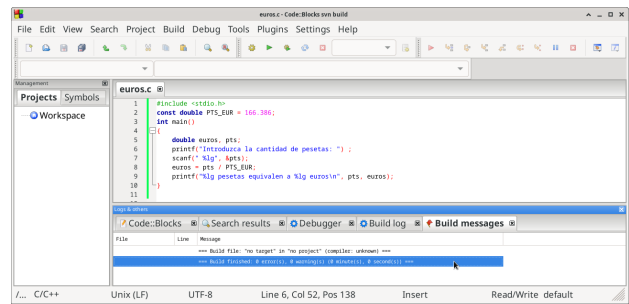 euros.c - Code::Blocks svn build
File Edit View Search Project Build Debug Tools Plugins Settings Help
Management
Projects Symbols
Workspace
euros.c
1 #include <stdio.h>
2 const double PTS_EUR = 166.386;
3 int main()
4 {
5 double euros, pts;
6 printf("Introduzca la cantidad de pesetas: ") ;
7 scanf(" %lg", &pts);
8 euros = pts / PTS_EUR;
9 printf("%lg pesetas equivalen a %lg euros\n", pts, euros);
10 }
11
Logs & others
Code::Blocks Search results Debugger Build log Build messages
File Line Message
=== Build file: "no target" in "no project" (compiler: unknown) ===
=== Build finished: 0 error(s), 0 warning(s) (0 minute(s), 0 second(s)) ===
/... C/C++ Unix (LF) UTF-8 Line 6, Col 52, Pos 138 Insert Read/Write default